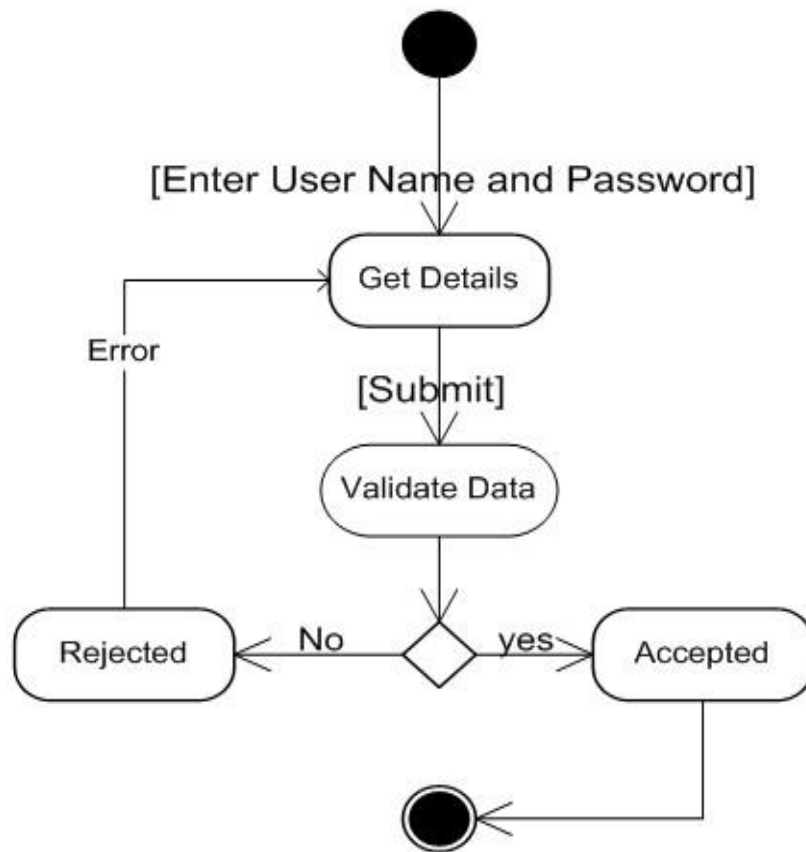 [Enter User Name and Password]
Get Details
Error
[Submit]
Validate Data
Rejected
No
yes
Accepted